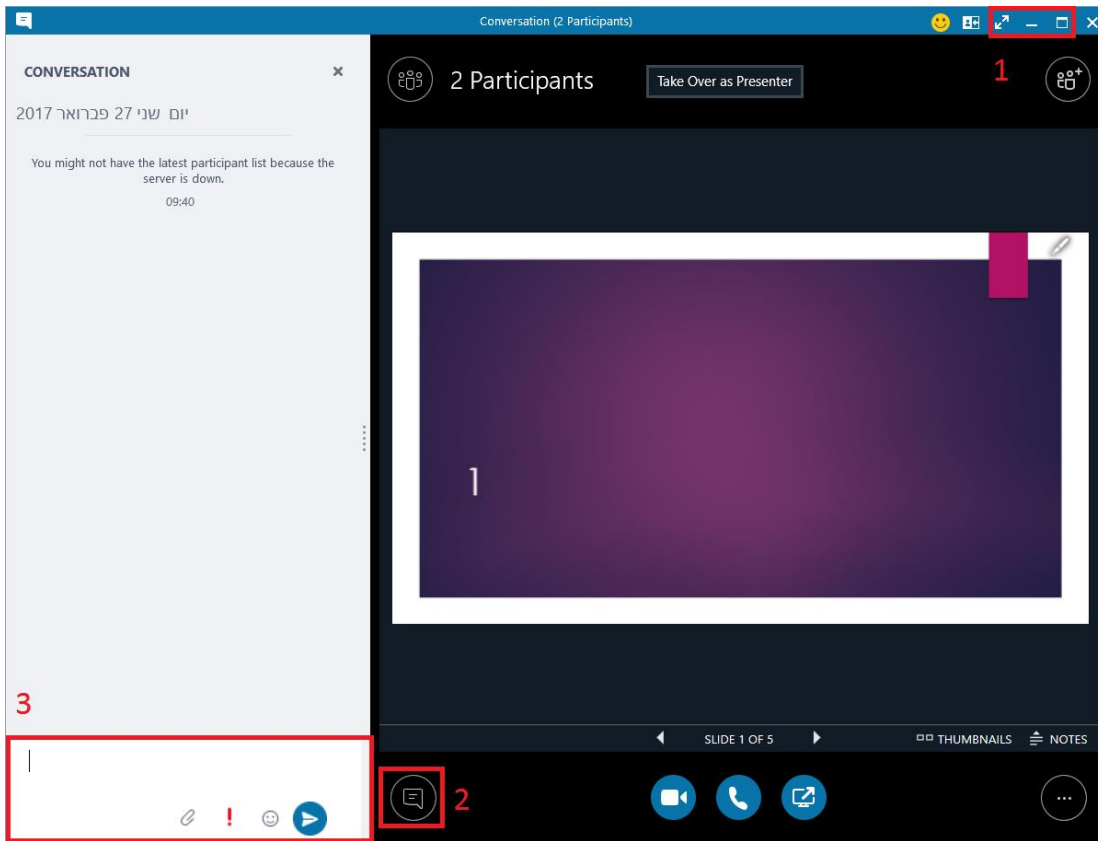 Conversation (2 Participants)
CONVERSATION
2 Participants
Take Over as Presenter
1
יום שני 27 פברואר 2017
You might not have the latest participant list because the
server is down.
09:40
1
3
SLIDE 1 OF 5
THUMBNAILS
NOTES
!
2